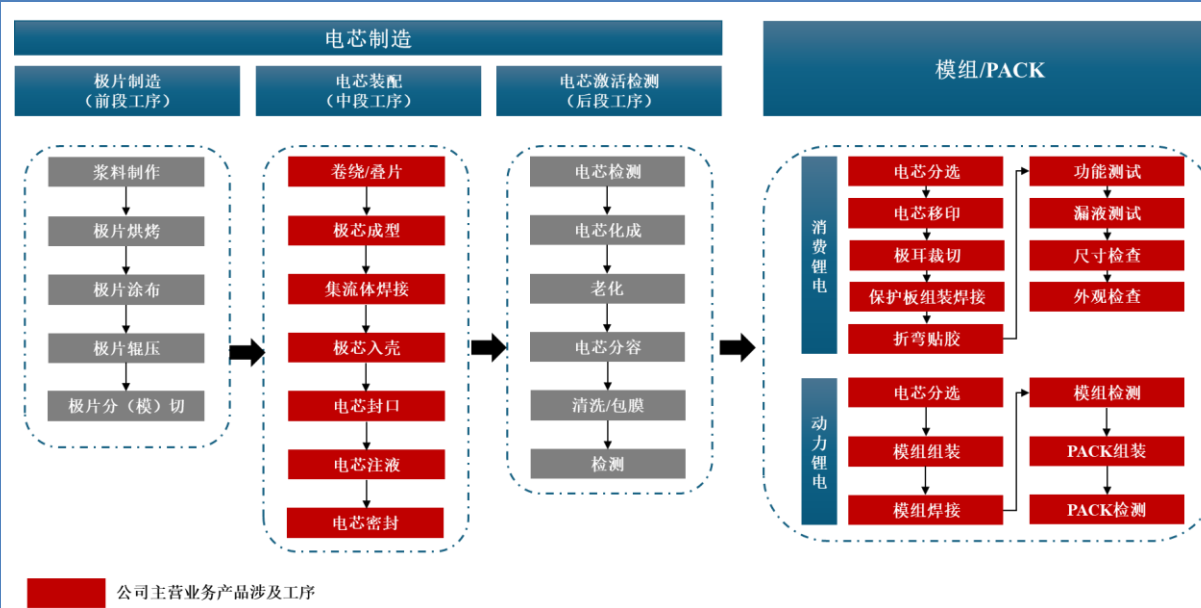 电芯制造
模组/PACK
极片制造
（前段工序）
电芯装配
（中段工序）
电芯激活检测
（后段工序）
浆料制作
极片烘烤
极片涂布
极片辊压
极片分（模）切
卷绕/叠片
极芯成型
集流体焊接
极芯入壳
电芯封口
电芯注液
电芯密封
电芯检测
电芯化成
老化
电芯分容
清洗/包膜
检测
消费锂电
电芯分选
电芯移印
极耳裁切
保护板组装焊接
折弯贴胶
功能测试
漏液测试
尺寸检查
外观检查
动力锂电
电芯分选
模组组装
模组焊接
模组检测
PACK组装
PACK检测
公司主营业务产品涉及工序